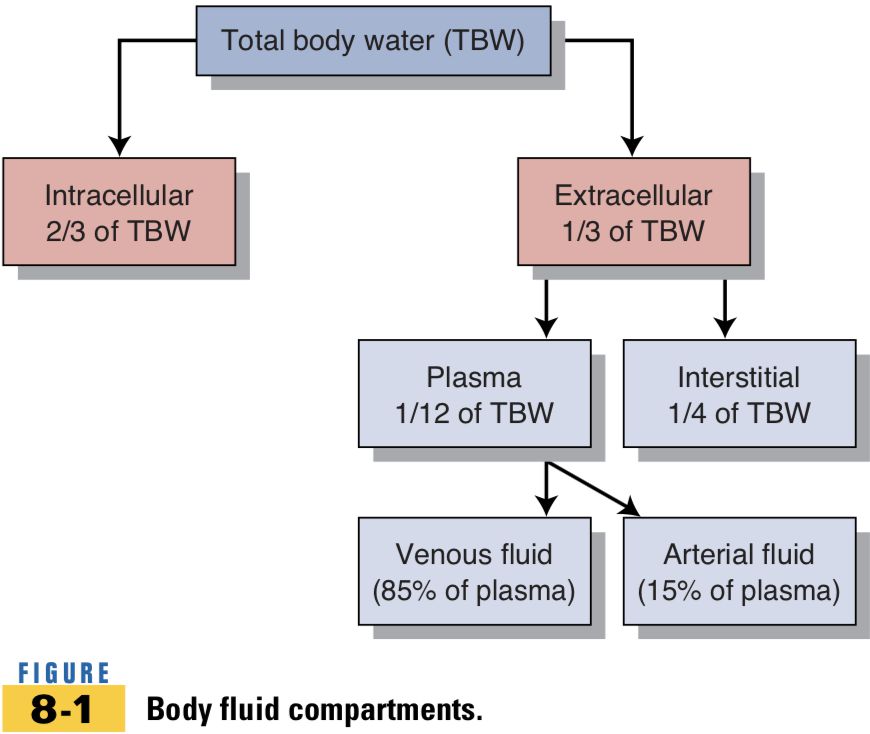 Total body water (TBW)
Intracellular
2/3 of TBW
Extracellular
1/3 of TBW
Plasma
1/12 of TBW
Interstitial
1/4 of TBW
Venous fluid
(85% of plasma)
Arterial fluid
(15% of plasma)
FIGURE
8-1 Body fluid compartments.